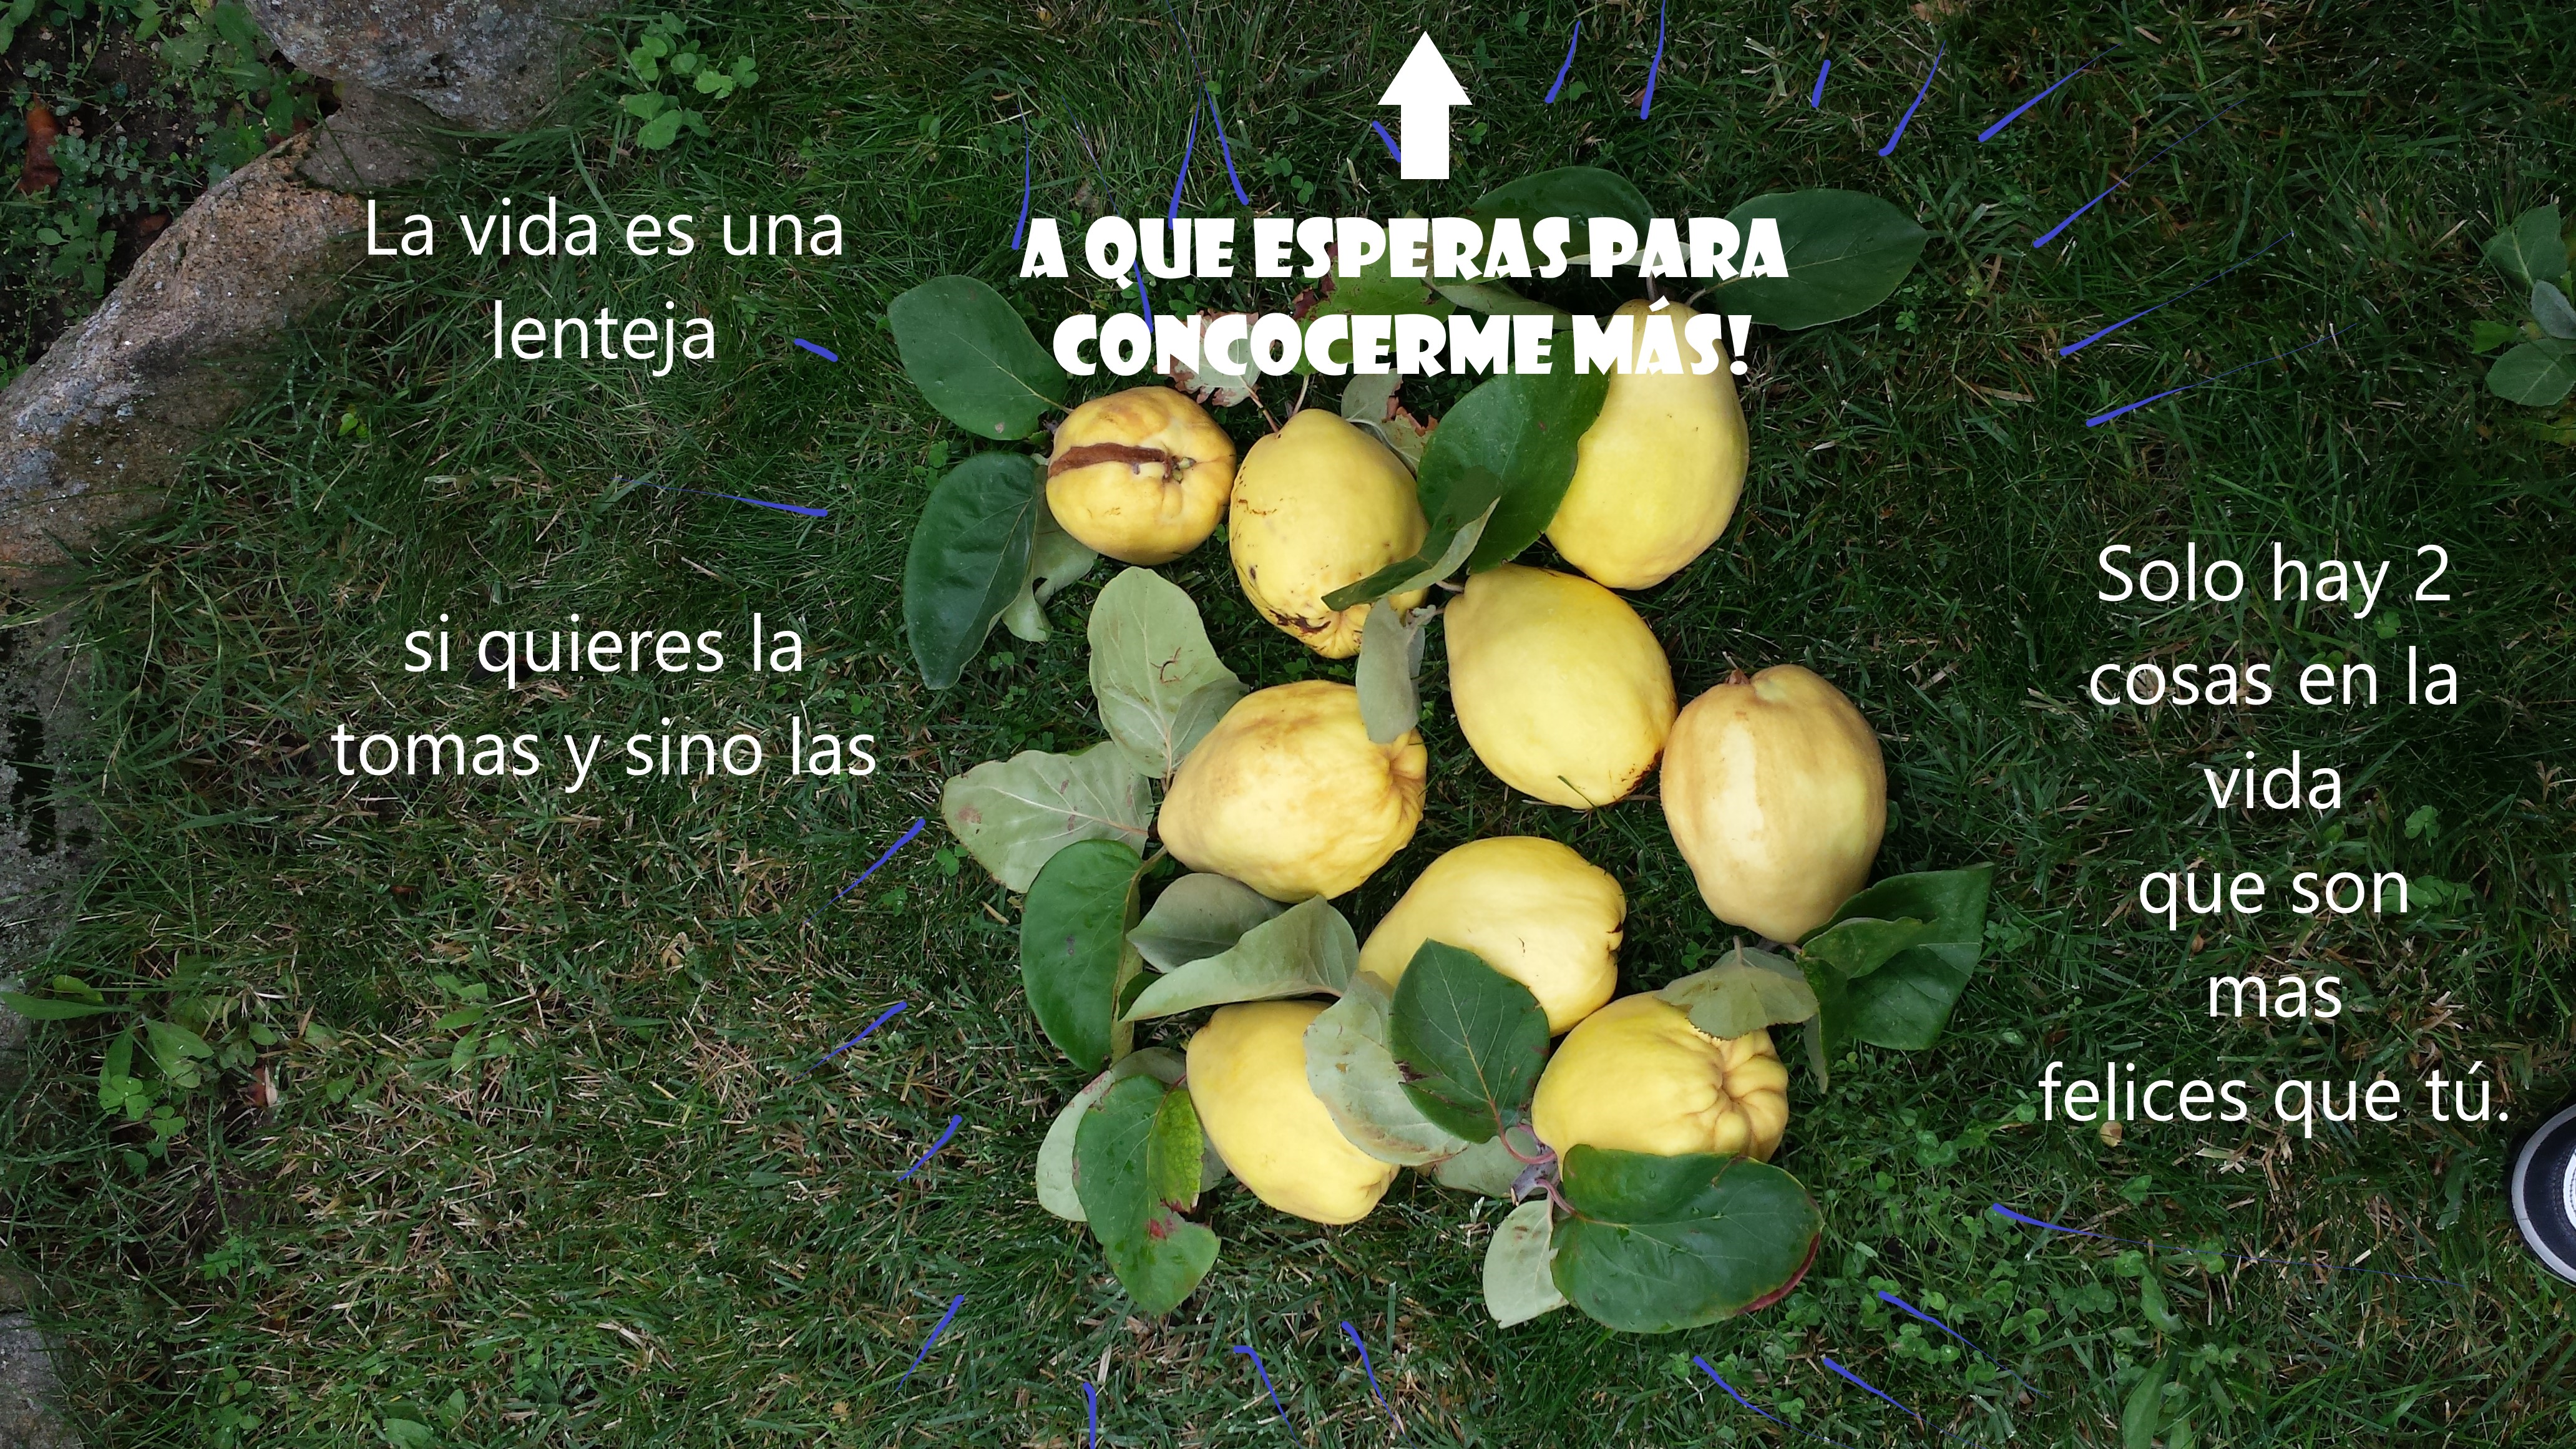 La vida es una
lenteja
si quieres la
tomas y sino las
A QUE ESPERAS PARA
CONCOCERME MÁS!
Solo hay 2
cosas en la
vida
que son
mas
felices que tú.